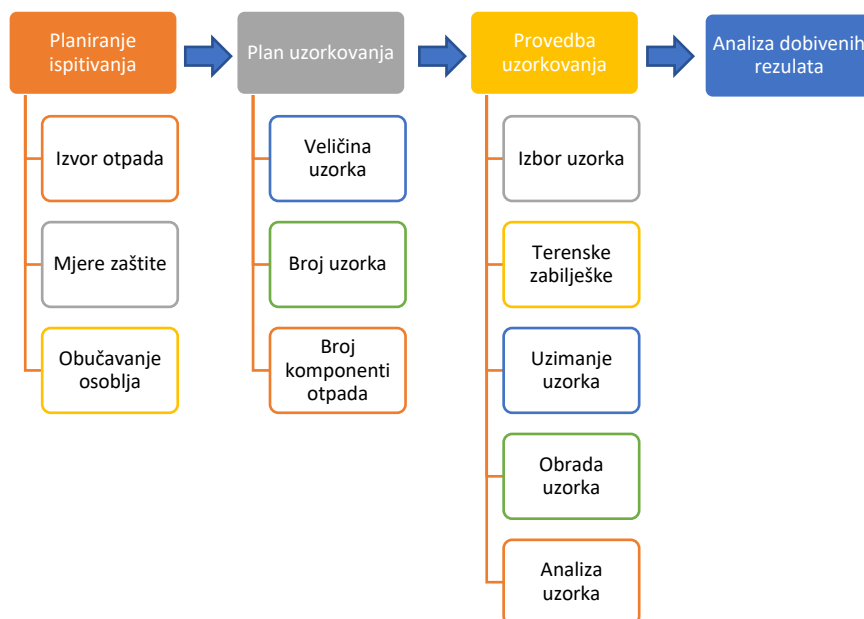 Planiranje
ispitivanja
Plan uzorkovanja
Provedba
uzorkovanja
Analiza dobivenih
rezulata
Izvor otpada
Mjere zaštite
Obučavanje
osoblja
Veličina
uzorka
Broj uzorka
Broj
komponenti
otpada
Izbor uzorka
Terenske
zabilješke
Uzimanje
uzorka
Obrada
uzorka
Analiza
uzorka